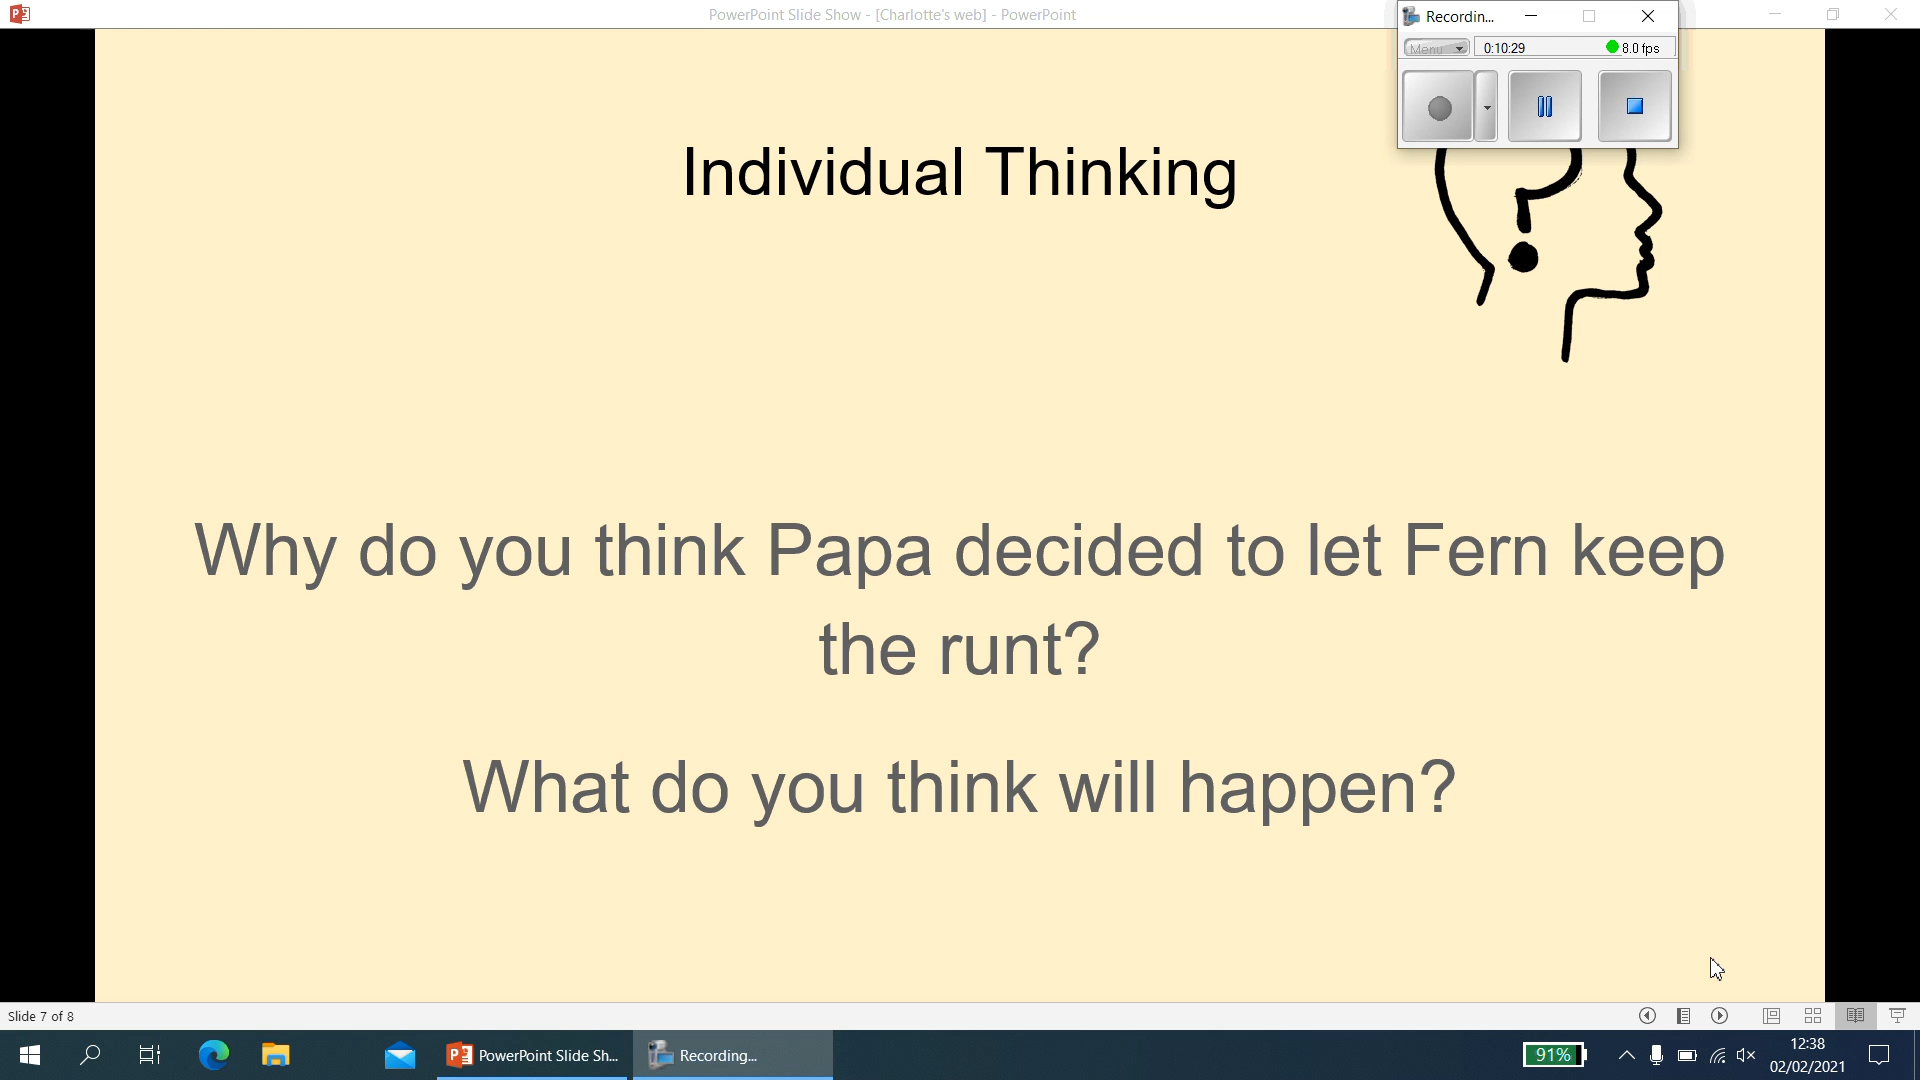 PowerPoint Slide Show - [Charlotte's web] - PowerPoint
Recordin...
Menu
0:10:29
8.0 fps
Individual Thinking
Why do you think Papa decided to let Fern keep
the runt?
What do you think will happen?
Slide 7 of 8
PowerPoint Slide Sh...
Recording...
91%
12:38
02/02/2021